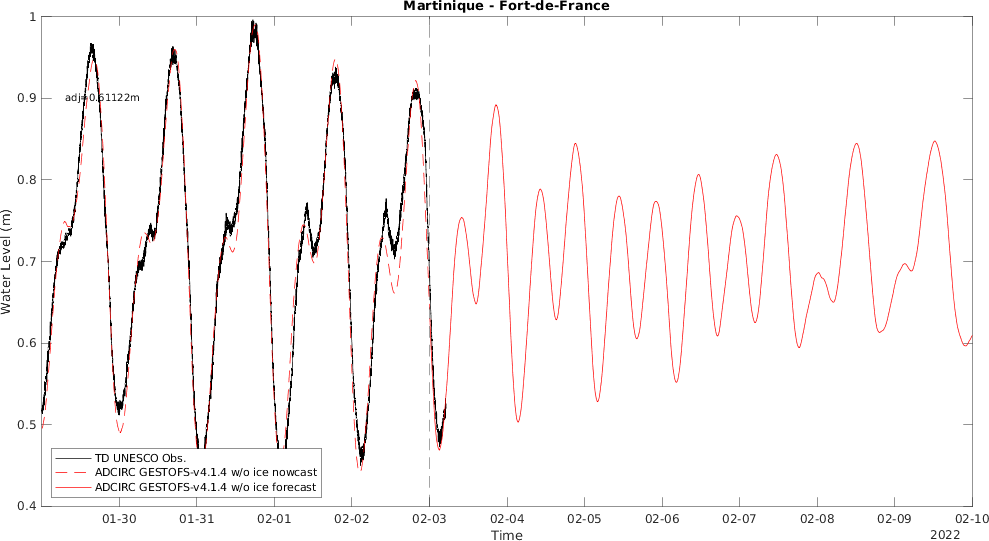 Martinique - Fort-de-France
1
0.9
0.8
0.7
0.6
0.5
0.4
Water Level (m)
adj=0.61122m
TD UNESCO Obs.
ADCIRC GESTOFS-v4.1.4 w/o ice nowcast
ADCIRC GESTOFS-v4.1.4 w/o ice forecast
01-30 01-31 02-01 02-02 02-03 02-04 02-05 02-06 02-07 02-08 02-09 02-10
Time
2022